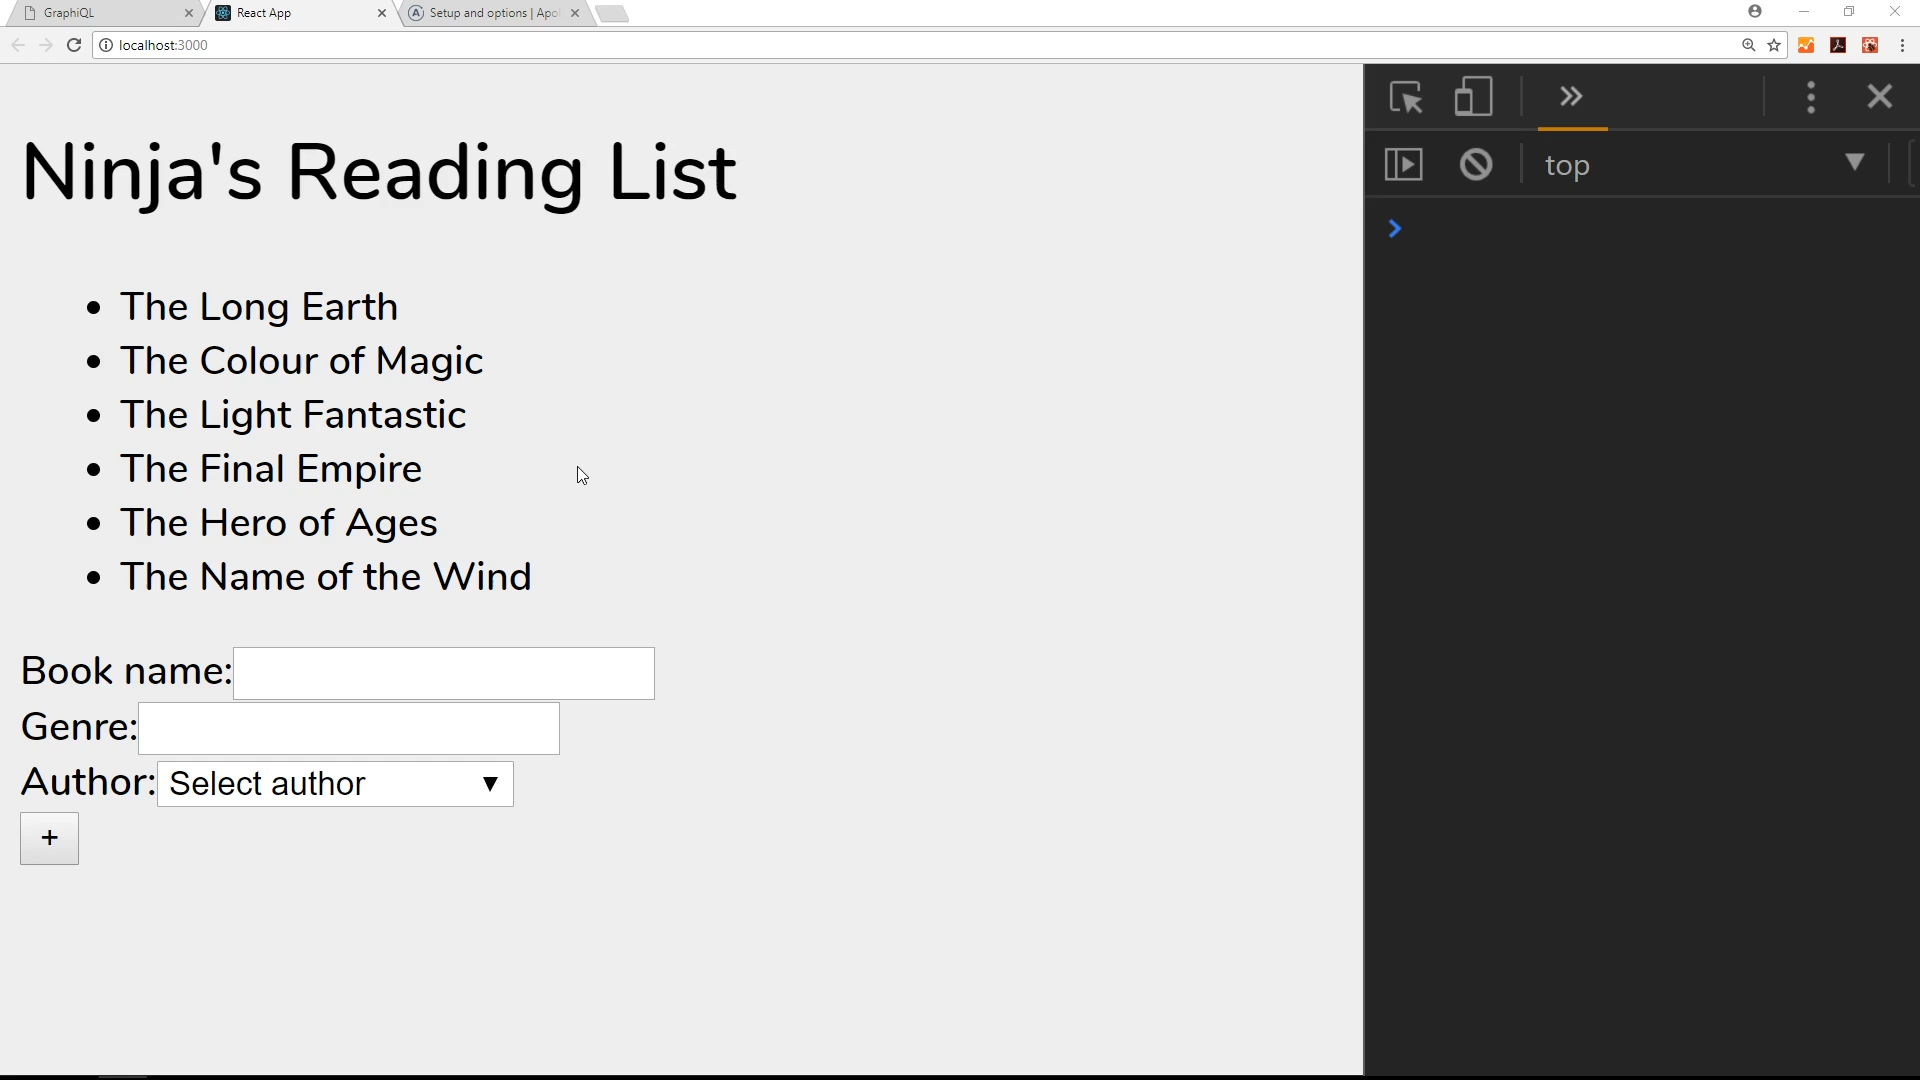 GraphiQL
React App
Setup and options | Apo
localhost:3000
top
Ninja's Reading List
The Long Earth
The Colour of Magic
The Light Fantastic
The Final Empire
The Hero of Ages
The Name of the Wind
Book name:
Genre:
Author: Select author
+